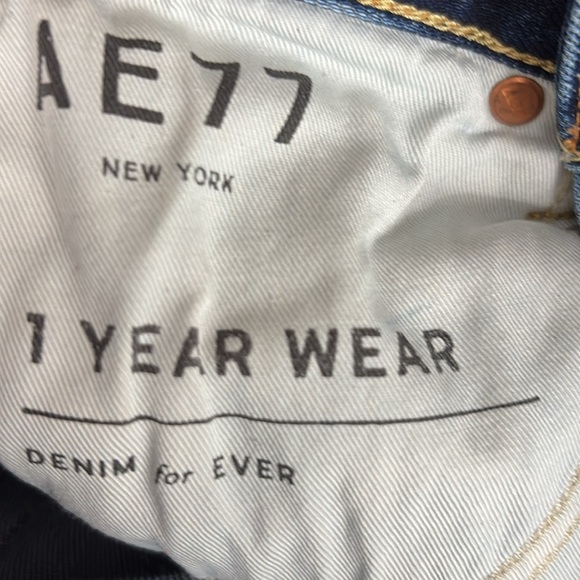 AE77
NEW YORK
1 YEAR WEAR
DENIM for EVER